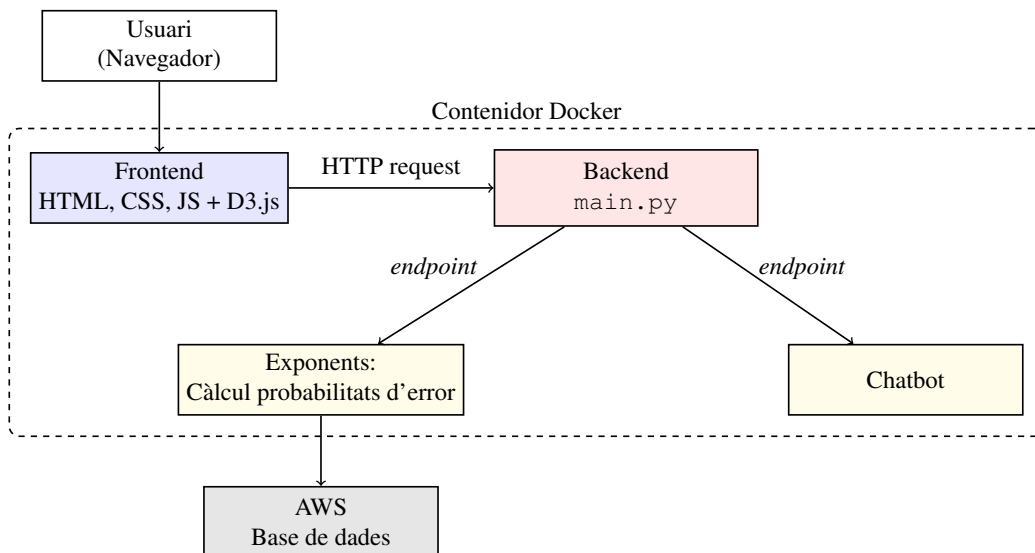 Usuari
(Navegador)
Contenidor Docker
Frontend
HTML, CSS, JS + D3.js
HTTP request
Backend
main.py
endpoint
endpoint
Exponents:
Càlcul probabilitats d'error
Chatbot
AWS
Base de dades